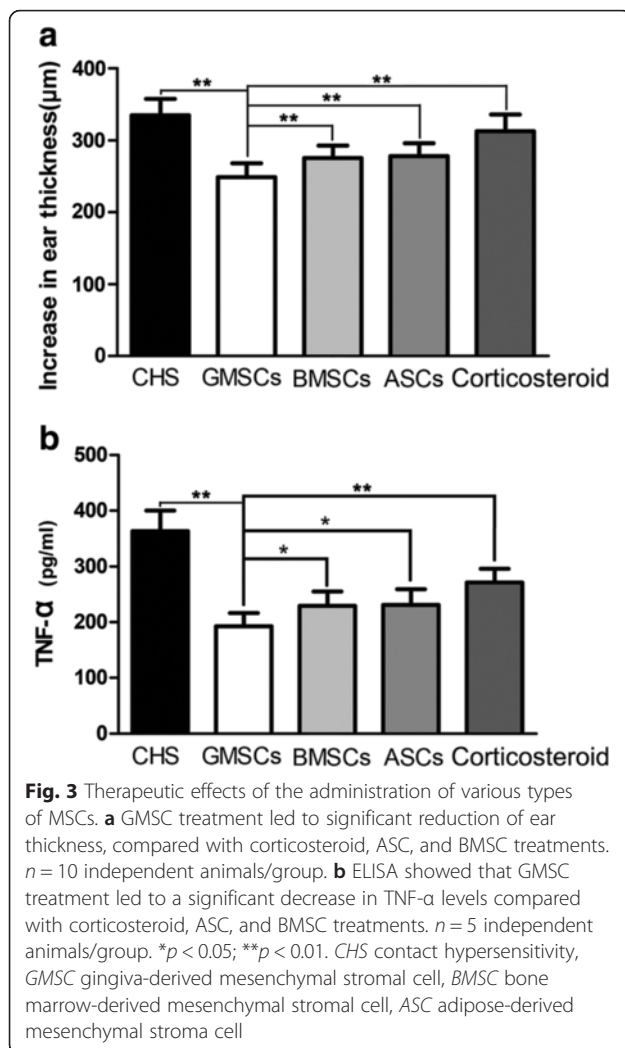 a
Increase in ear thickness(μm)
400
300
200
100
0
**
**
**
**
CHS GMSCs BMSCs ASCs Corticosteroid
b
TNF-α (pg/ml)
500
400
300
200
100
0
**
**
*
*
CHS GMSCs BMSCs ASCs Corticosteroid
Fig. 3 Therapeutic effects of the administration of various types
of MSCs. a GMSC treatment led to significant reduction of ear
thickness, compared with corticosteroid, ASC, and BMSC treatments.
n = 10 independent animals/group. b ELISA showed that GMSC
treatment led to a significant decrease in TNF-α levels compared
with corticosteroid, ASC, and BMSC treatments. n = 5 independent
animals/group. *p < 0.05; **p < 0.01. CHS contact hypersensitivity,
GMSC gingiva-derived mesenchymal stromal cell, BMSC bone
marrow-derived mesenchymal stromal cell, ASC adipose-derived
mesenchymal stroma cell